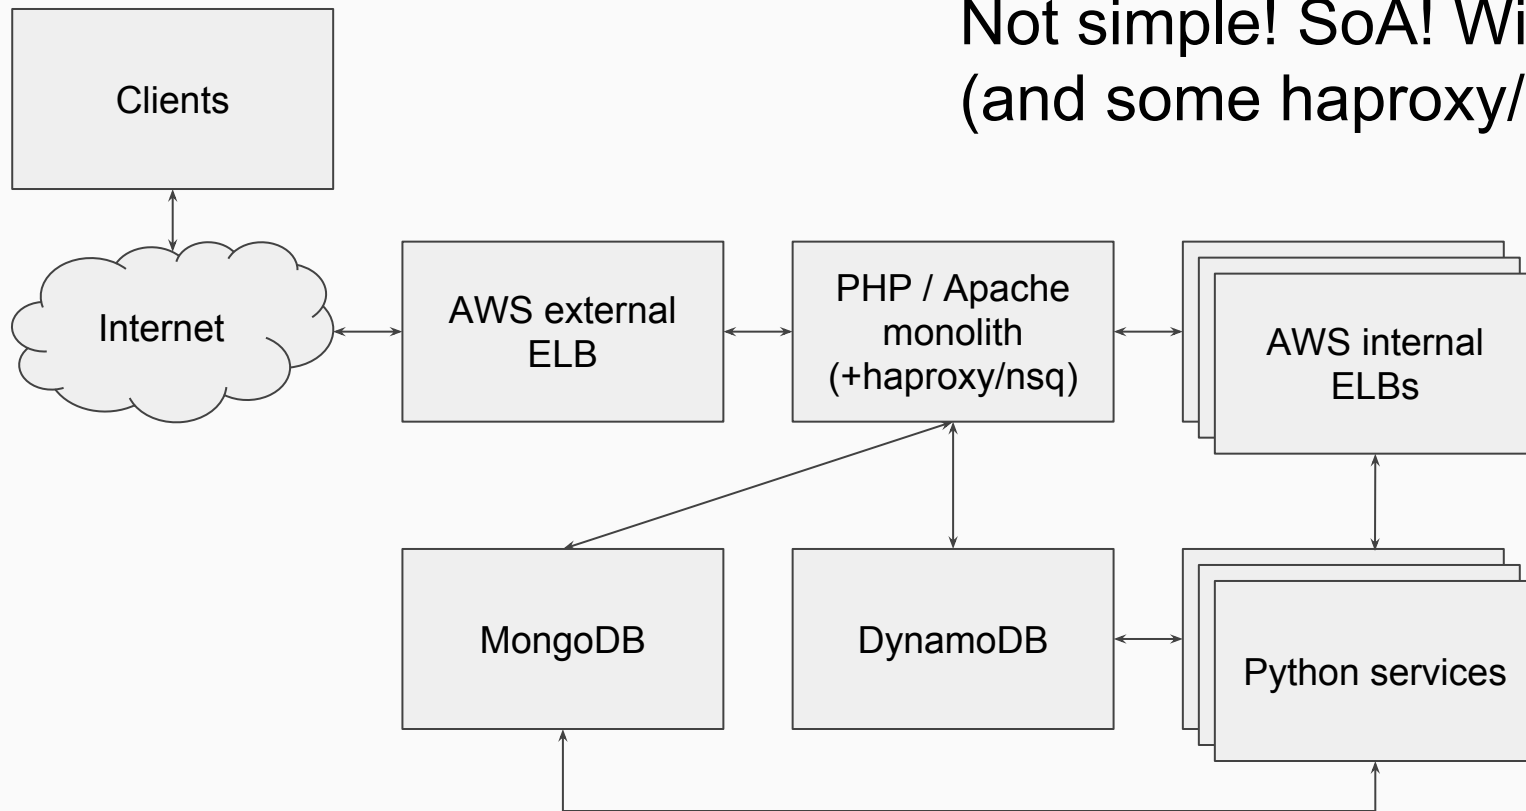 Not simple! SoA! Wi
(and some haproxy/
Clients
Internet
AWS external
ELB
PHP / Apache
monolith
(+haproxy/nsq)
AWS internal
ELBs
MongoDB
DynamoDB
Python services